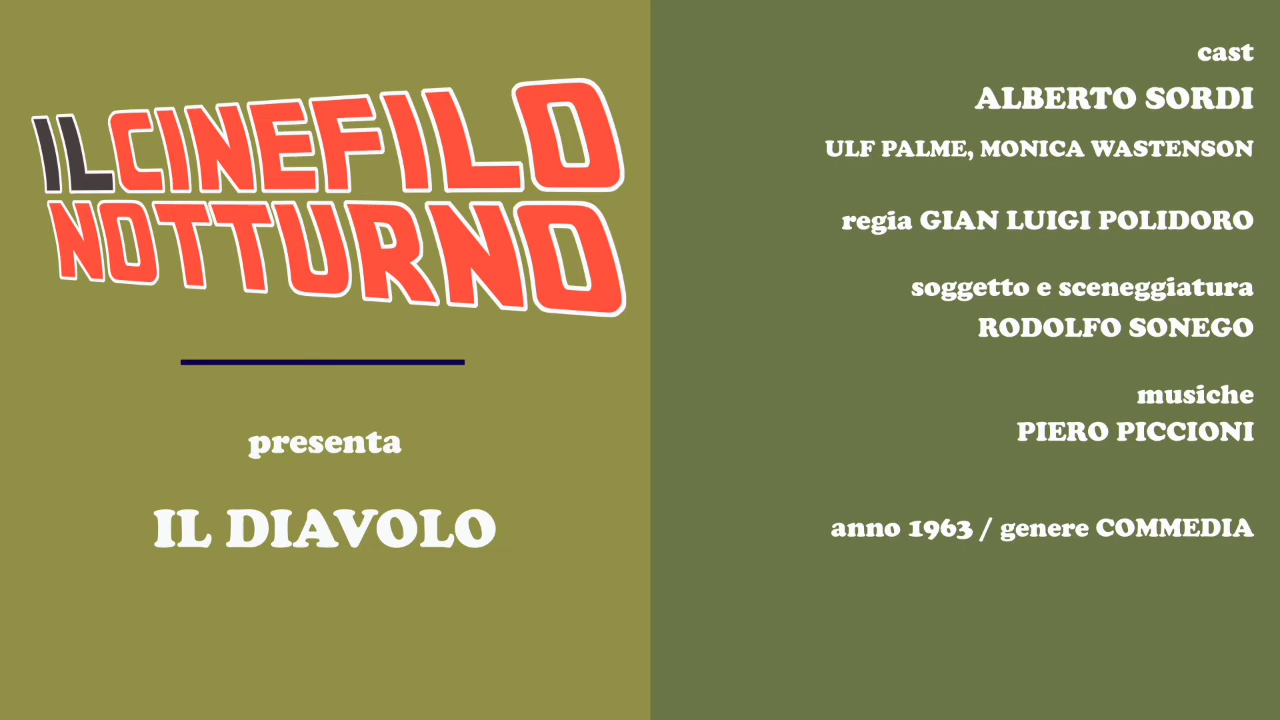 IL CINEFILO
NOTTURNO
presenta
IL DIAVOLO
cast
ALBERTO SORDI
ULF PALME, MONICA WASTENSON
regia GIAN LUIGI POLIDORO
soggetto e sceneggiatura
RODOLFO SONEGO
musiche
PIERO PICCIONI
anno 1963 / genere COMMEDIA